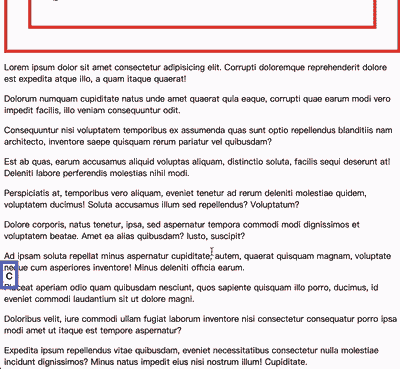 Lorem ipsum dolor sit amet consectetur adipisicing elit. Corrupti doloremque reprehenderit dolore
est expedita atque illo, a quam itaque quaerat!
Dolorum numquam cupiditate natus unde amet quaerat quia eaque, corrupti quae earum modi vero
impedit facilis, illo veniam consequuntur odit.
Consequuntur nisi voluptatem temporibus ex assumenda quas sunt optio repellendus blanditiis nam
architecto, inventore saepe quisquam rerum pariatur vel quibusdam?
Est ab quas, earum accusamus aliquid voluptas aliquam, distinctio soluta, facilis sequi deserunt at!
Deleniti labore perferendis molestias nihil modi.
Perspiciatis at, temporibus vero aliquam, eveniet tenetur ad rerum deleniti molestiae quidem,
voluptatem ducimus! Soluta accusamus illum sed repellendus? Voluptatum?
Dolore corporis, natus tenetur, ipsa, sed aspernatur tempora commodi modi dignissimos et
voluptatem beatae. Amet ea alias quibusdam? Iusto, suscipit?
Ad ipsam soluta repellat minus aspernatur cupiditate, autem, quaerat quisquam magnam, voluptate
neque cum asperiores inventore! Minus deleniti officia earum.
C
Placeat aperiam odio quam quibusdam nesciunt, quos sapiente quisquam illo porro, ducimus, id
eveniet commodi laudantium sit ut dolore magni.
Doloribus velit, iure commodi ullam fugiat laborum inventore nisi consectetur consequatur porro ipsa
modi amet ut itaque est tempore aspernatur?
Expedita ipsum repellendus vitae quibusdam, eveniet necessitatibus consectetur nulla molestiae
incidunt dignissimos? Minus natus impedit eius nisi nostrum illum! Cupiditate.